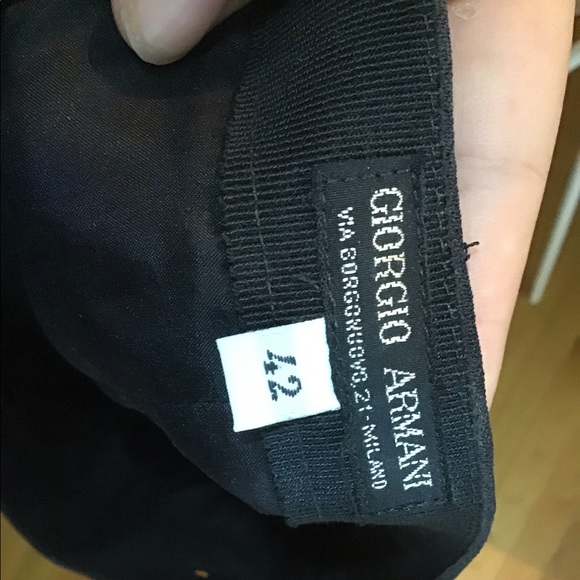 GIORGIO ARMANI
VIA BORGONUOVO, 21 - MILANO
42